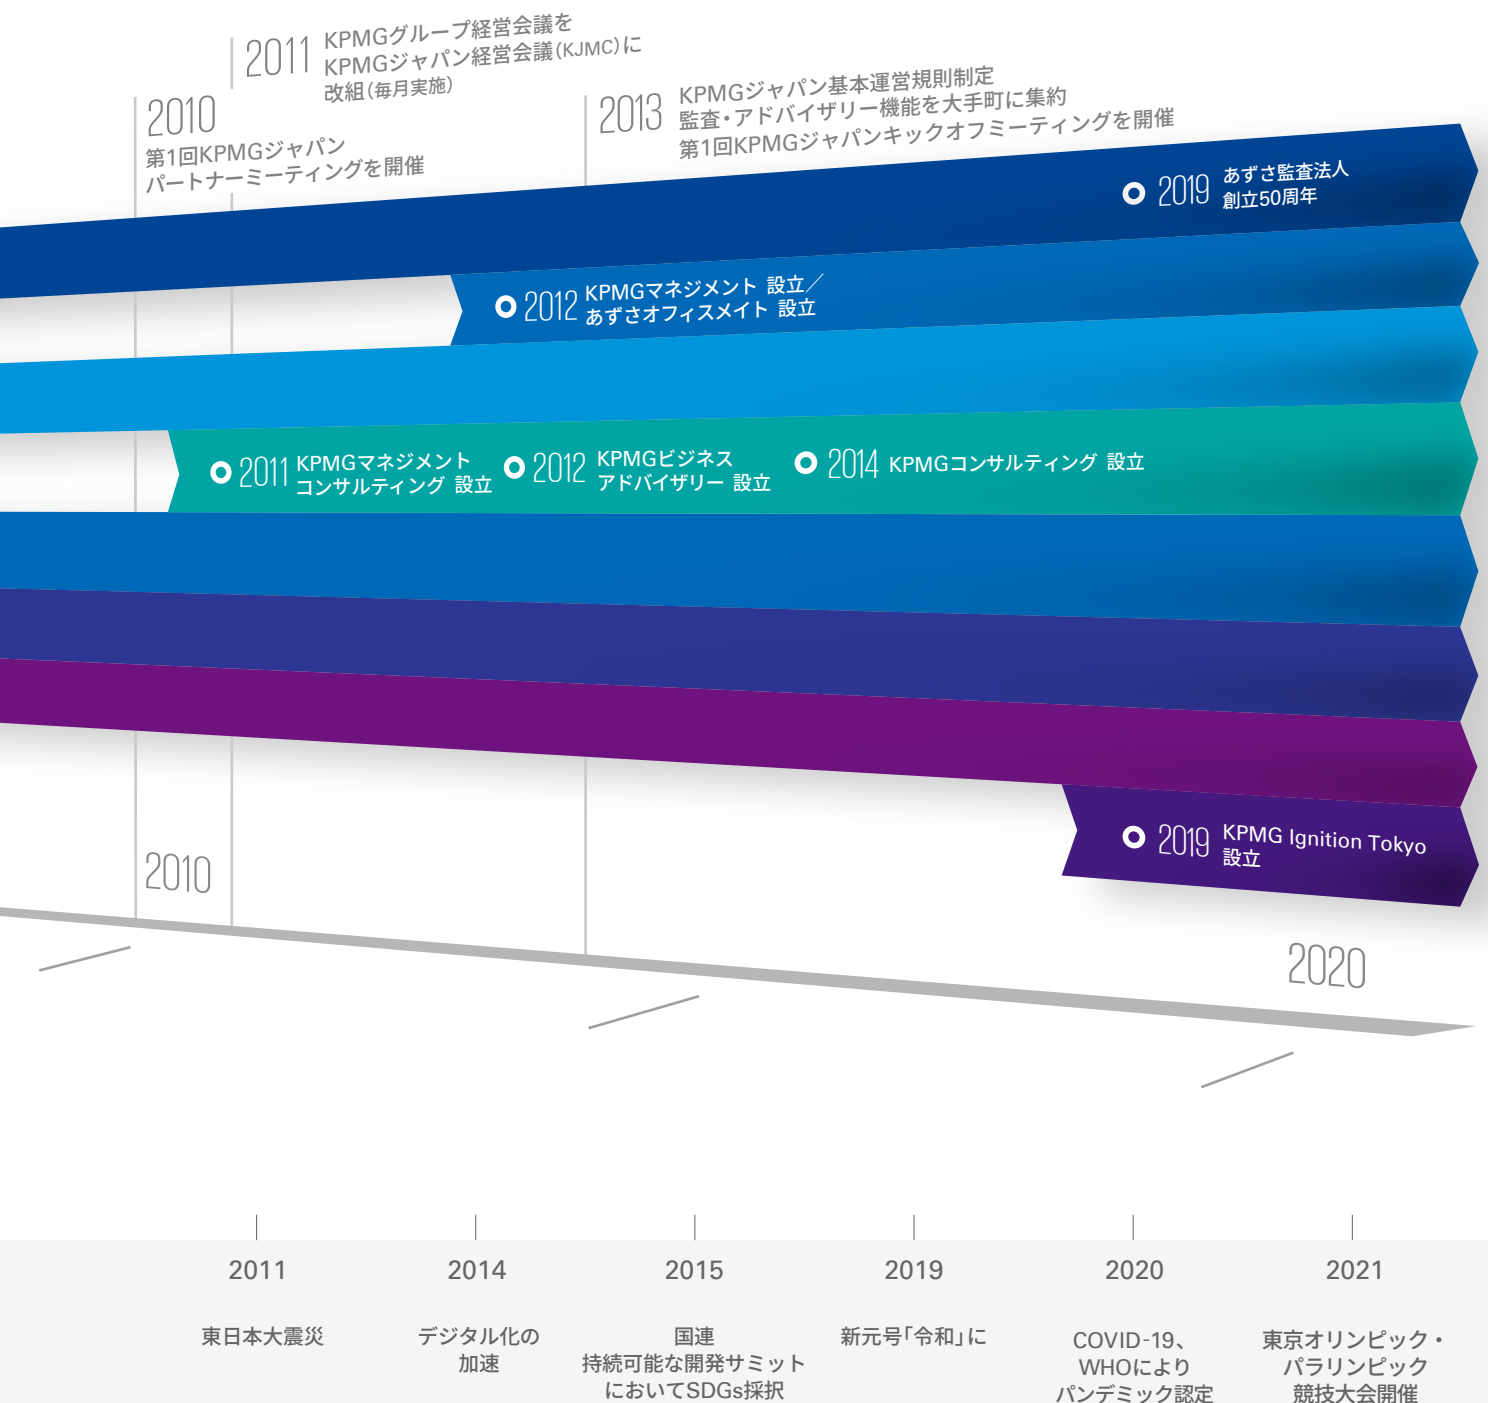 2011
KPMGグループ経営会議を
KPMGジャパン経営会議（KJMC）に
改組（毎月実施）
2010
第1回KPMGジャパン
パートナーミーティングを開催
2013
KPMGジャパン基本運営規則制定
監査・アドバイザリー機能を大手町に集約
第1回KPMGジャパンキックオフミーティングを開催
2019
あずさ監査法人
創立50周年
2012
KPMGマネジメント 設立／
あずさオフィスメイト 設立
2011
KPMGマネジメント
コンサルティング 設立
2012
KPMGビジネス
アドバイザリー 設立
2014
KPMGコンサルティング 設立
2019
KPMG Ignition Tokyo
設立
2010
2020
2011
東日本大震災
2014
デジタル化の
加速
2015
国連
持続可能な開発サミット
においてSDGs採択
2019
新元号「令和」に
2020
COVID-19、
WHOにより
パンデミック認定
2021
東京オリンピック・
パラリンピック
競技大会開催